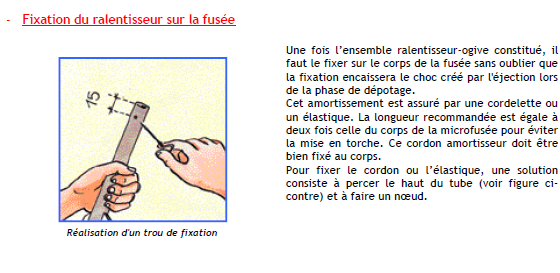 - Fixation du ralentisseur sur la fusée
15
Réalisation d'un trou de fixation
Une fois l'ensemble ralentisseur-ogive constitué, il
faut le fixer sur le corps de la fusée sans oublier que
la fixation encaissera le choc créé par l'éjection lors
de la phase de dépotage.
Cet amortissement est assuré par une cordelette ou
un élastique. La longueur recommandée est égale à
deux fois celle du corps de la microfusée pour éviter
la mise en torche. Ce cordon amortisseur doit être
bien fixé au corps.
Pour fixer le cordon ou l'élastique, une solution
consiste à percer le haut du tube (voir figure ci-
contre) et à faire un nœud.